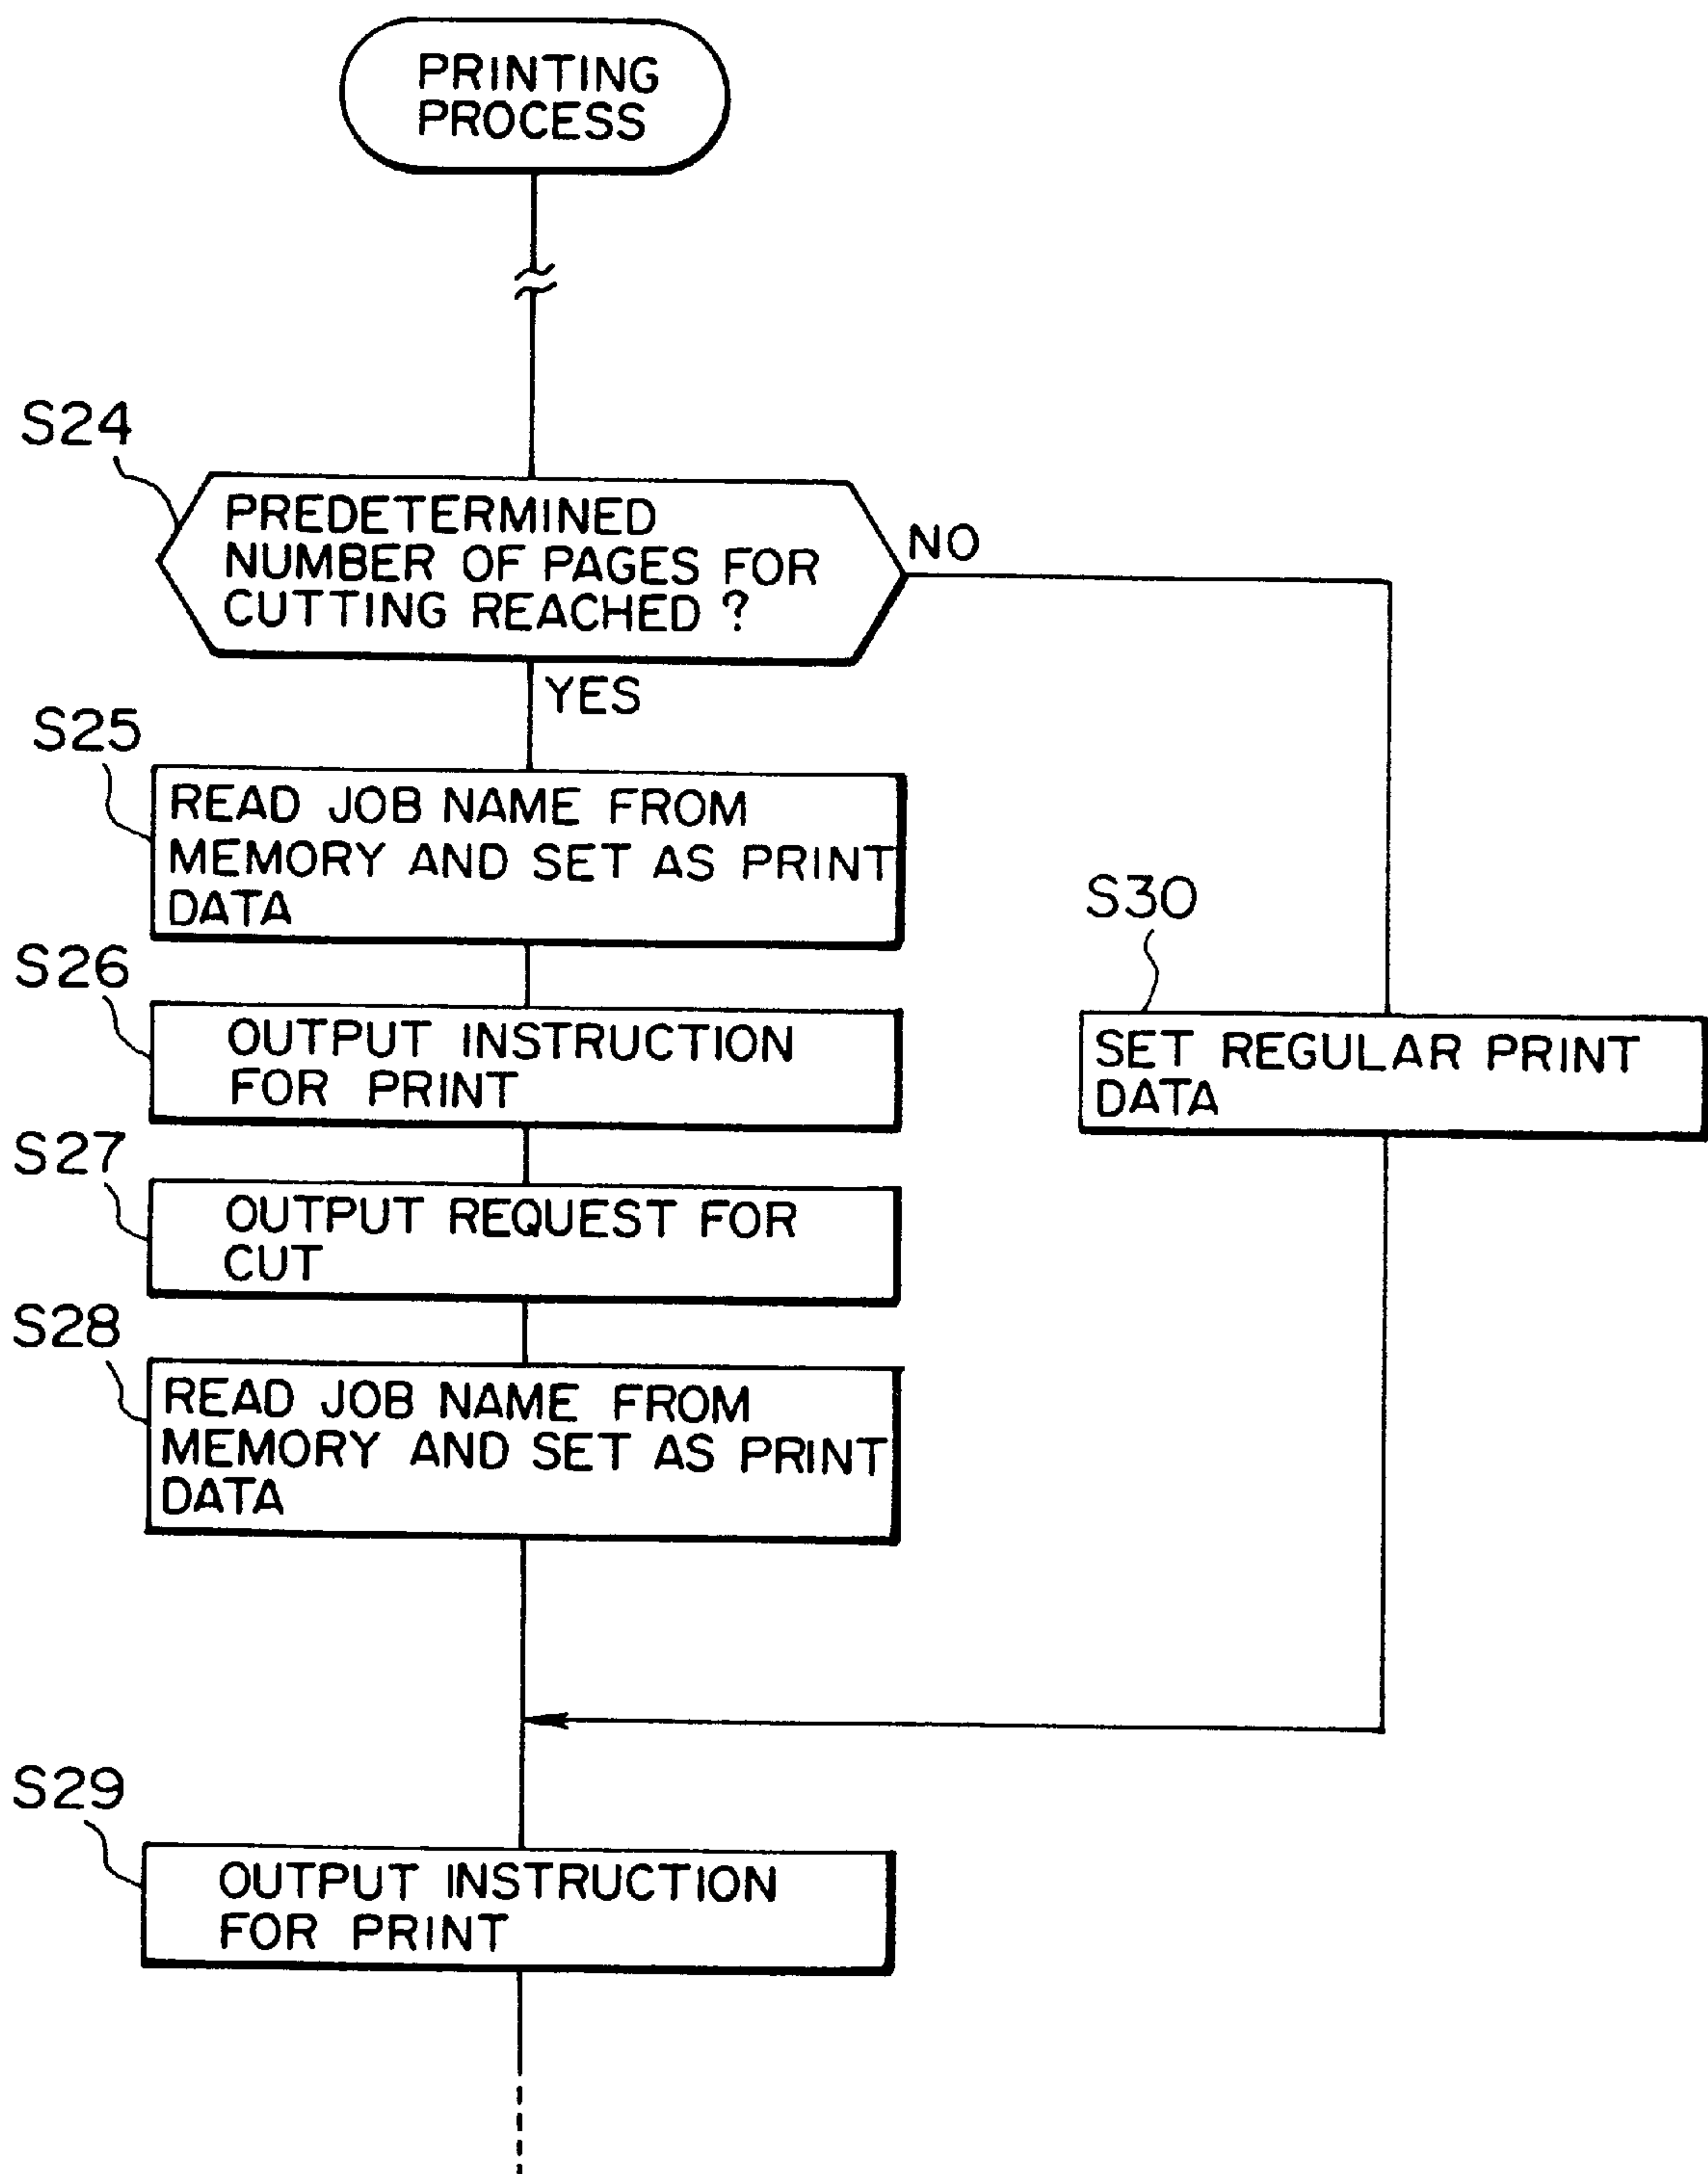 PRINTING
PROCESS
S24
PREDETERMINED
NUMBER OF PAGES FOR
CUTTING REACHED ?
NO
YES
S25
READ JOB NAME FROM
MEMORY AND SET AS PRINT
DATA
S30
SET REGULAR PRINT
DATA
S26
OUTPUT INSTRUCTION
FOR PRINT
S27
OUTPUT REQUEST FOR
CUT
S28
READ JOB NAME FROM
MEMORY AND SET AS PRINT
DATA
S29
OUTPUT INSTRUCTION
FOR PRINT